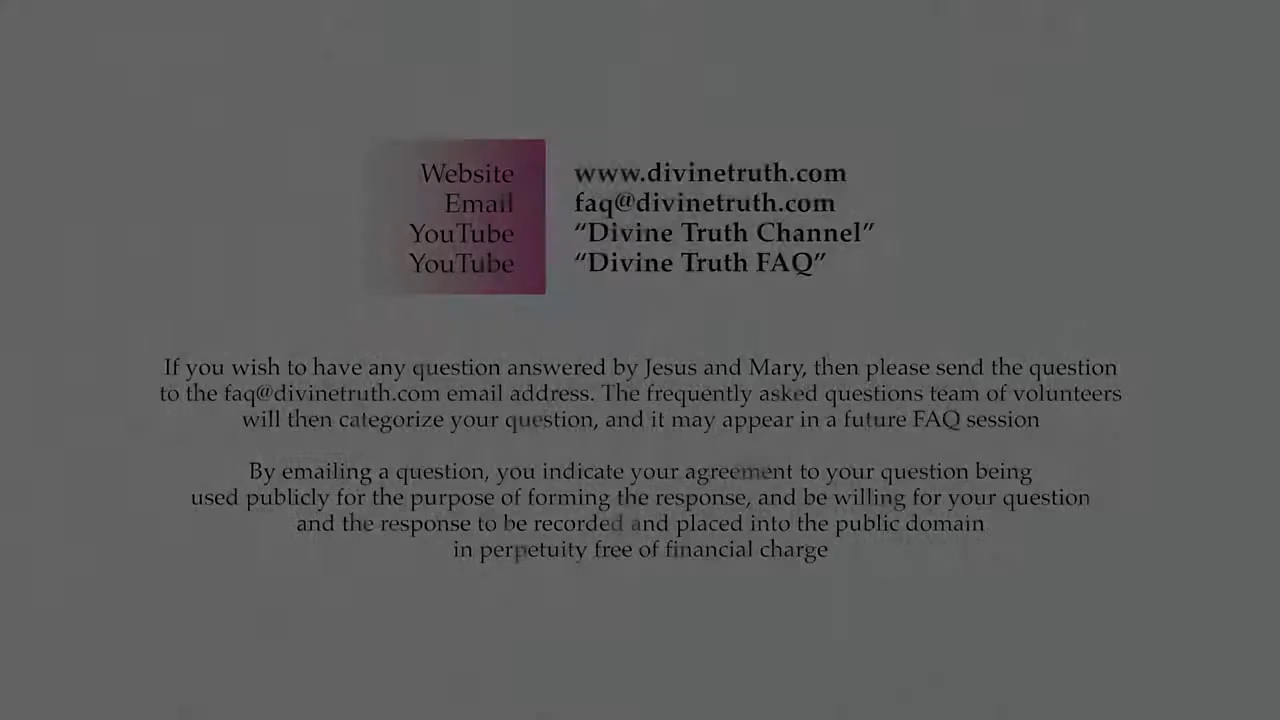 Website www.divinetruth.com
Email faq@divinetruth.com
YouTube “Divine Truth Channel”
YouTube “Divine Truth FAQ”
If you wish to have any question answered by Jesus and Mary, then please send the question
to the faq@divinetruth.com email address. The frequently asked questions team of volunteers
will then categorize your question, and it may appear in a future FAQ session
By emailing a question, you indicate your agreement to your question being
used publicly for the purpose of forming the response, and be willing for your question
and the response to be recorded and placed into the public domain
in perpetuity free of financial charge